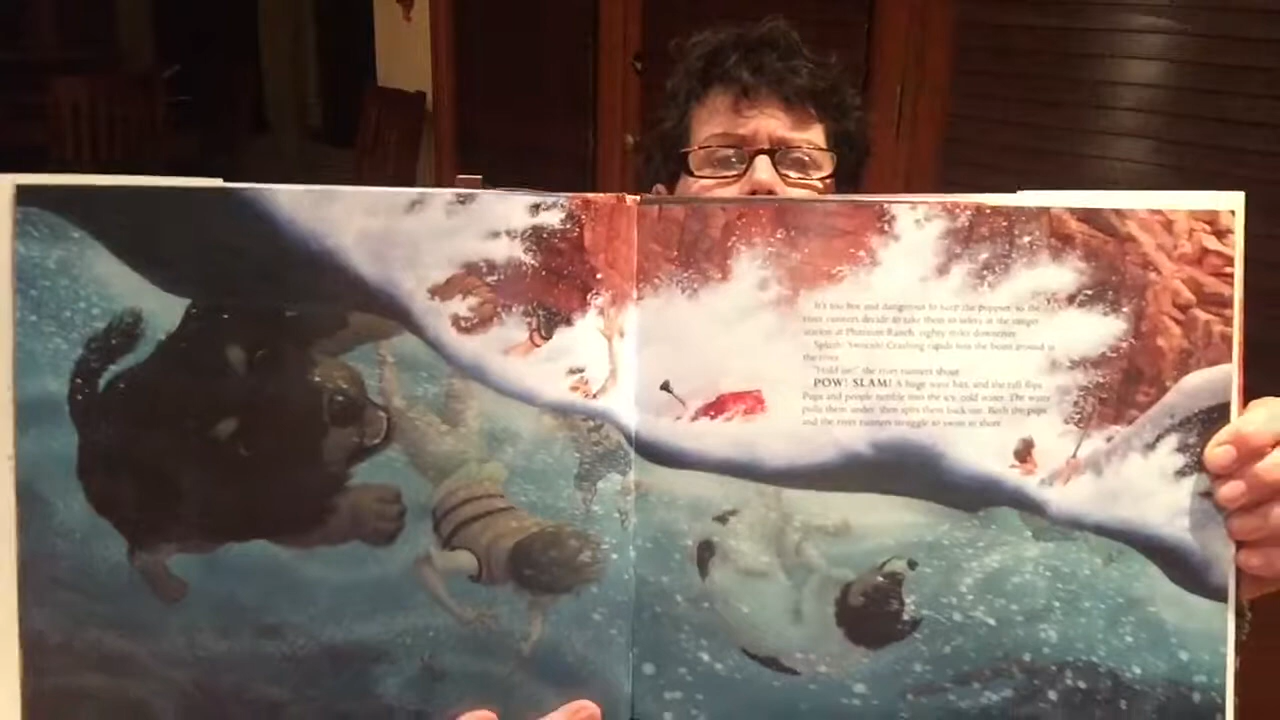 It's too hot and dangerous to keep the puppies, so the
river runners decide to take them to safety at the ranger
station at Phantom Ranch, eighty miles downriver.
Splash! Smash! Crashing rapids toss the boats around in
the river.
"Hold on!" the river runners shout.
POW! SLAM! A huge wave hits, and the raft flips.
Pups and people tumble into the icy, cold water. The water
pulls them under, then spits them back out. Both the pups
and the river runners struggle to swim to shore.